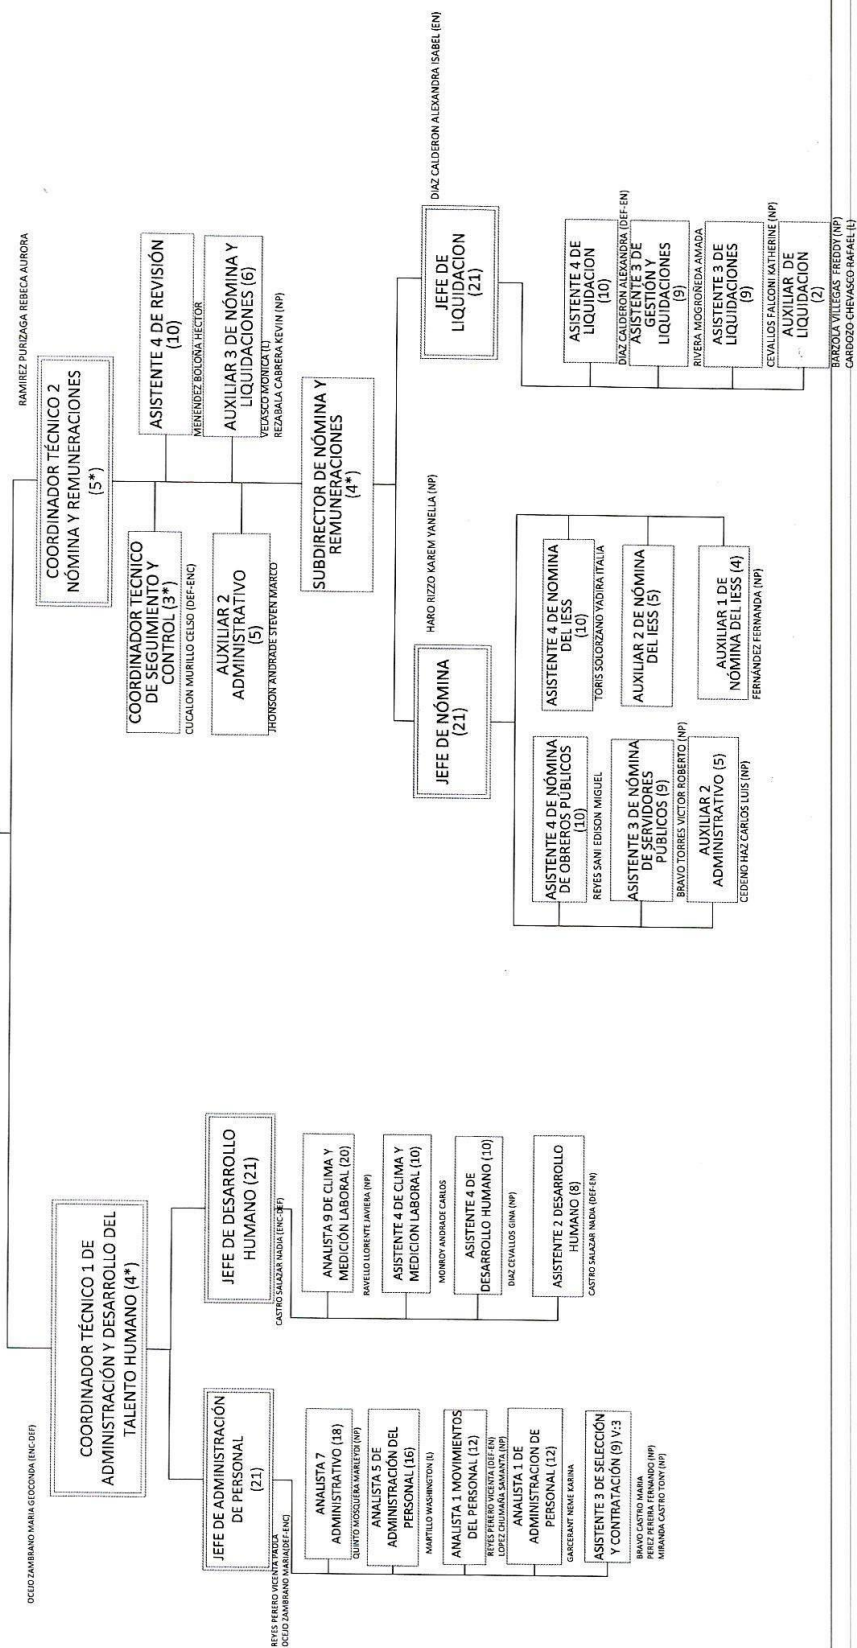 OCEJO ZAMBRANO MARIA GEOCONDA (ENC-DEF)
COORDINADOR TÉCNICO 1 DE
ADMINISTRACIÓN Y DESARROLLO DEL
TALENTO HUMANO (4*)
JEFE DE ADMINISTRACIÓN
DE PERSONAL
(21)
REYES PERERO VICENTA PAOLA
OCEJO ZAMBRANO MARIA(DEF-ENC)
ANALISTA 7
ADMINISTRATIVO (18)
QUINTO MOSQUERA MARLEYDI (NP)
ANALISTA 5 DE
ADMINISTRACIÓN DEL
PERSONAL (16)
MARTILLO WASHINGTON (L)
ANALISTA 1 MOVIMIENTOS
DEL PERSONAL (12)
REYES PERERO VICENTA (DEF-EN)
LOPEZ CHUMAÑA SAMANTA (NP)
ANALISTA 1 DE
ADMINISTRACION DE
PERSONAL (12)
GARCERANT NEME KARINA
ASISTENTE 3 DE SELECCIÓN
Y CONTRATACIÓN (9) V:3
BRAVO CASTRO MARIA
PEREZ PEREIRA FERNANDO (NP)
MIRANDA CASTRO TONY (NP)
JEFE DE DESARROLLO
HUMANO (21)
CASTRO SALAZAR NADIA (ENC-DEF)
ANALISTA 9 DE CLIMA Y
MEDICIÓN LABORAL (20)
RAVELLO LLORENTE JAVIERA (NP)
ASISTENTE 4 DE CLIMA Y
MEDICION LABORAL (10)
MONROY ANDRADE CARLOS
ASISTENTE 4 DE
DESARROLLO HUMANO (10)
DIAZ CEVALLOS GINA (NP)
ASISTENTE 2 DESARROLLO
HUMANO (8)
CASTRO SALAZAR NADIA (DEF-EN)
RAMIREZ PURIZAGA REBECA AURORA
COORDINADOR TÉCNICO 2
NÓMINA Y REMUNERACIONES
(5*)
COORDINADOR TECNICO
DE SEGUIMIENTO Y
CONTROL (3*)
CUCALON MURILLO CELSO (DEF-ENC)
AUXILIAR 2
ADMINISTRATIVO
(5)
JHONSON ANDRADE STEVEN MARCO
ASISTENTE 4 DE REVISIÓN
(10)
MENENDEZ BOLOÑA HECTOR
AUXILIAR 3 DE NÓMINA Y
LIQUIDACIONES (6)
VELASCO MONICA (L)
REZABALA CABRERA KEVIN (NP)
SUBDIRECTOR DE NÓMINA Y
REMUNERACIONES
(4*)
HARO RIZZO KAREM YANELLA (NP)
JEFE DE NÓMINA
(21)
ASISTENTE 4 DE NÓMINA
DE OBREROS PUBLICOS
(10)
REYES SANI EDISON MIGUEL
ASISTENTE 3 DE NÓMINA
DE SERVIDORES
PUBLICOS (9)
BRAVO TORRES VICTOR ROBERTO (NP)
AUXILIAR 2
ADMINISTRATIVO (5)
CEDENO HAZ CARLOS LUIS (NP)
ASISTENTE 4 DE NOMINA
DEL IESS
(10)
TORIS SOLORZANO YADIRA ITALIA
AUXILIAR 2 DE NÓMINA
DEL IESS (5)
AUXILIAR 1 DE
NÓMINA DEL IESS (4)
FERNÁNDEZ FERNANDA (NP)
DIAZ CALDERON ALEXANDRA ISABEL (EN)
JEFE DE
LIQUIDACION
(21)
ASISTENTE 4 DE
LIQUIDACION
(10)
DIAZ CALDERON ALEXANDRA (DEF-EN)
ASISTENTE 3 DE
GESTIÓN Y
LIQUIDACIONES
(9)
RIVERA MOGROÑEDA AMADA
ASISTENTE 3 DE
LIQUIDACIONES
(9)
CEVALLOS FALCONI KATHERINE (NP)
AUXILIAR DE
LIQUIDACION
(2)
BARZOLA VILLEGAS FREDDY (NP)
CARDOZO CHEVASCO RAFAEL (L)